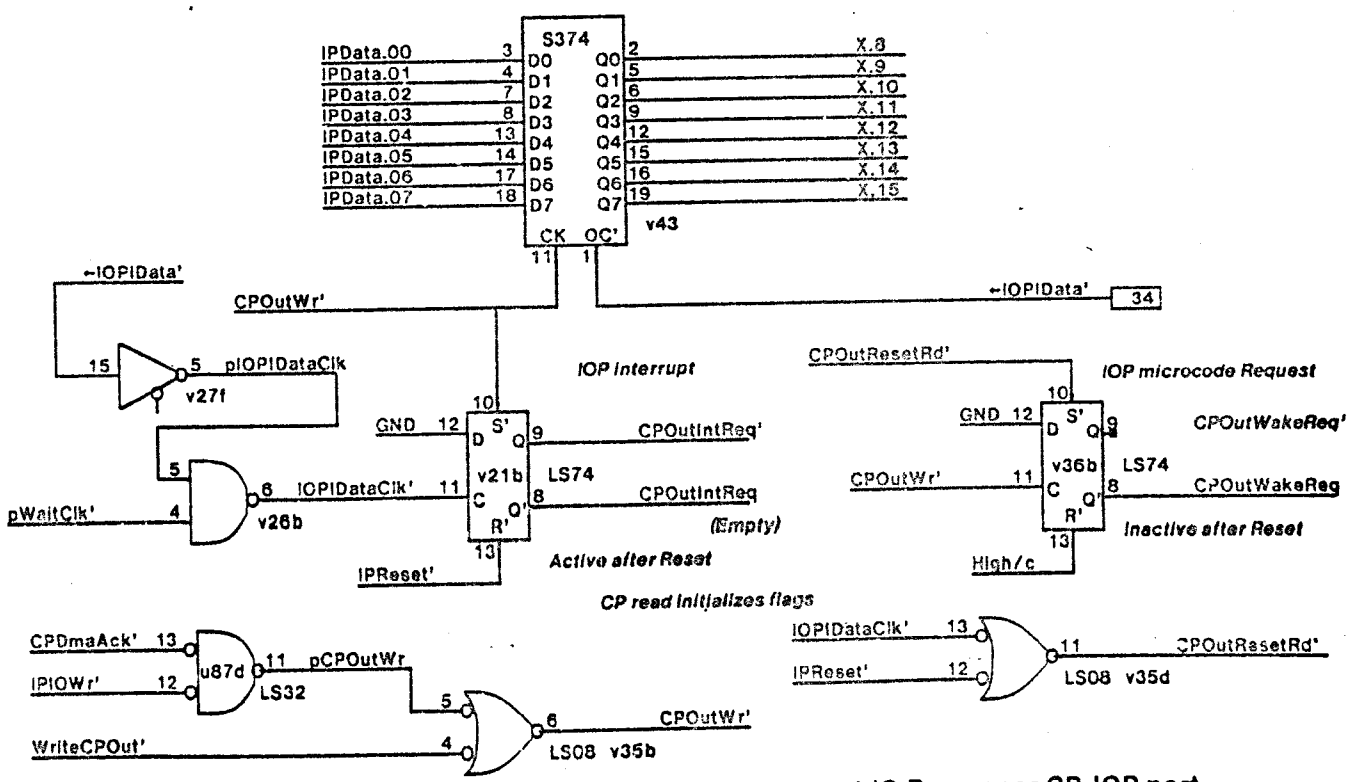 S374
IPData.00 3 D0 Q0 2 X.8
IPData.01 4 D1 Q1 5 X.9
IPData.02 7 D2 Q2 6 X.10
IPData.03 8 D3 Q3 9 X.11
IPData.04 13 D4 Q4 12 X.12
IPData.05 14 D5 Q5 15 X.13
IPData.06 17 D6 Q6 16 X.14
IPData.07 18 D7 Q7 19 X.15
CK OC' v43
11 1
←IOPIData'
CPOutWr'
←IOPIData' 34
15 5 pIOPIDataClk
v27f
IOP interrupt
CPOutResetRd'
IOP microcode Request
10
GND 12 D S' Q 9 CPOutIntReq'
v21b LS74
5
pWaitClk' 4 6 IOPIDataClk' 11 C Q' 8 CPOutIntReq
v26b
R'
(Empty)
13
IPReset'
Active after Reset
10
GND 12 D S' Q 9 CPOutWakeReq'
v36b LS74
CPOutWr' 11 C Q' 8 CPOutWakeReq
R'
Inactive after Reset
13
High/c
CP read initializes flags
CPDmaAck' 13
u87d 11 pCPOutWr
IPIOWr' 12 LS32
5
6 CPOutWr'
WriteCPOut' 4
LS08 v35b
IOPIDataClk' 13
11 CPOutResetRd'
IPReset' 12
LS08 v35d